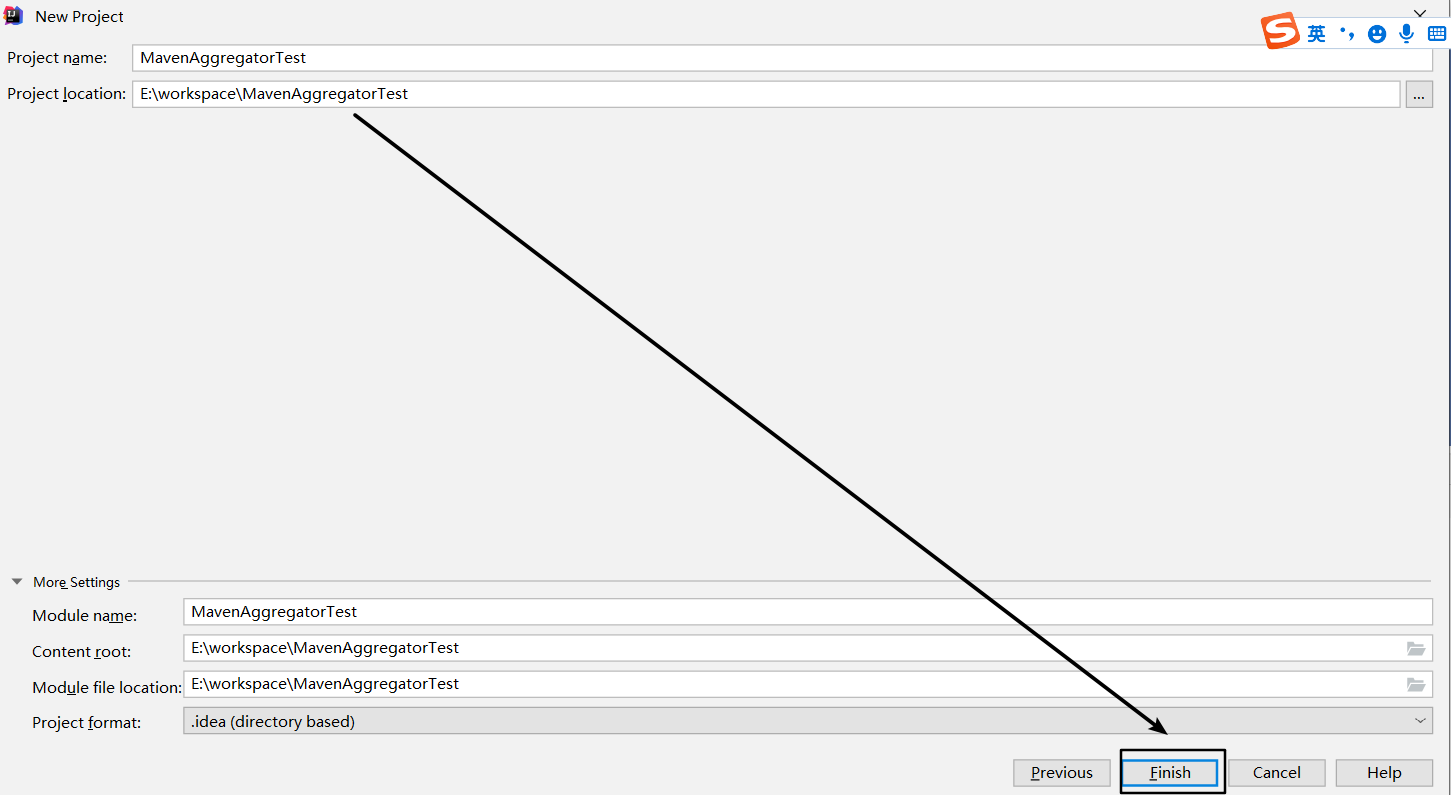 New Project
英
Project name: MavenAggregatorTest
Project location: E:\workspace\MavenAggregatorTest ...
More Settings
Module name: MavenAggregatorTest
Content root: E:\workspace\MavenAggregatorTest
Module file location: E:\workspace\MavenAggregatorTest
Project format: .idea (directory based)
Previous Finish Cancel Help